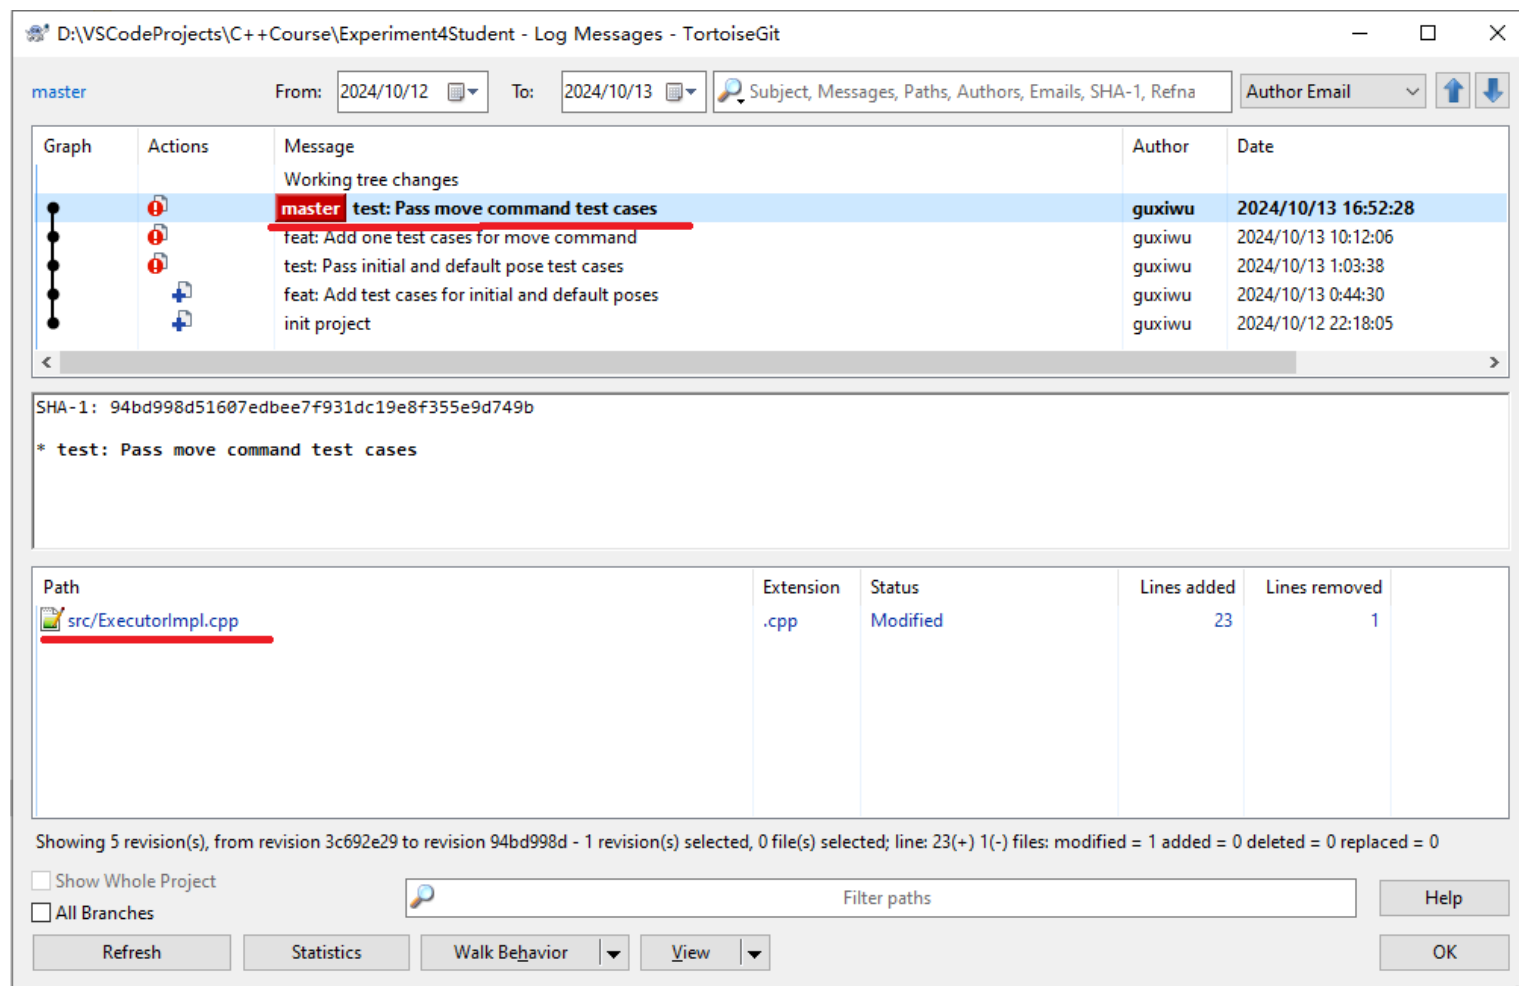 D:\VSCodeProjects\C++Course\Experiment4Student - Log Messages - TortoiseGit
master From: 2024/10/12 To: 2024/10/13 Subject, Messages, Paths, Authors, Emails, SHA-1, Refna Author Email
Graph Actions Message Author Date
Working tree changes
master test: Pass move command test cases guxiwu 2024/10/13 16:52:28
feat: Add one test cases for move command guxiwu 2024/10/13 10:12:06
test: Pass initial and default pose test cases guxiwu 2024/10/13 1:03:38
feat: Add test cases for initial and default poses guxiwu 2024/10/13 0:44:30
init project guxiwu 2024/10/12 22:18:05
SHA-1: 94bd998d51607edbee7f931dc19e8f355e9d749b
* test: Pass move command test cases
Path Extension Status Lines added Lines removed
src/ExecutorImpl.cpp .cpp Modified 23 1
Showing 5 revision(s), from revision 3c692e29 to revision 94bd998d - 1 revision(s) selected, 0 file(s) selected; line: 23(+) 1(-) files: modified = 1 added = 0 deleted = 0 replaced = 0
Show Whole Project
All Branches
Filter paths
Help
Refresh Statistics Walk Behavior View OK